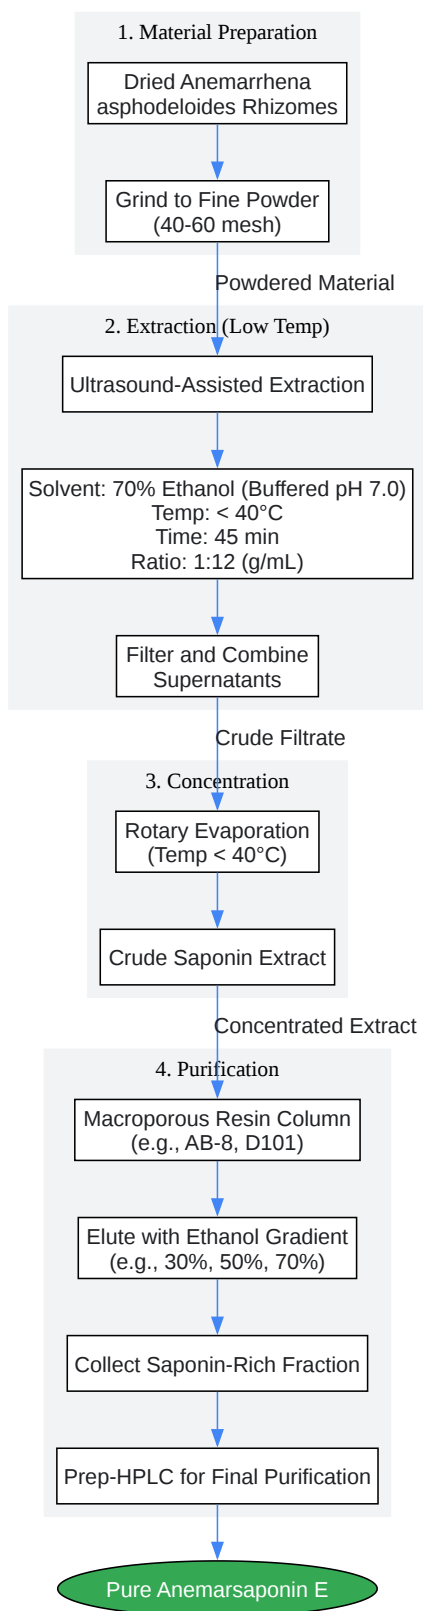 1. Material Preparation
Dried Anemarrhena
asphodeloides Rhizomes
Grind to Fine Powder
(40-60 mesh)
Powdered Material
2. Extraction (Low Temp)
Ultrasound-Assisted Extraction
Solvent: 70% Ethanol (Buffered pH 7.0)
Temp: < 40°C
Time: 45 min
Ratio: 1:12 (g/mL)
Filter and Combine
Supernatants
Crude Filtrate
3. Concentration
Rotary Evaporation
(Temp < 40°C)
Crude Saponin Extract
Concentrated Extract
4. Purification
Macroporous Resin Column
(e.g., AB-8, D101)
Elute with Ethanol Gradient
(e.g., 30%, 50%, 70%)
Collect Saponin-Rich Fraction
Prep-HPLC for Final Purification
Pure Anemarsaponin E